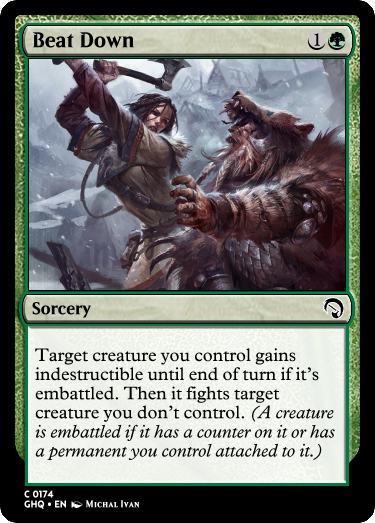 Beat Down 1
Sorcery
Target creature you control gains
indestructible until end of turn if it's
embattled. Then it fights target
creature you don't control. (A creature
is embattled if it has a counter on it or has
a permanent you control attached to it.)
C 0174
GHQ • EN Michal Ivan